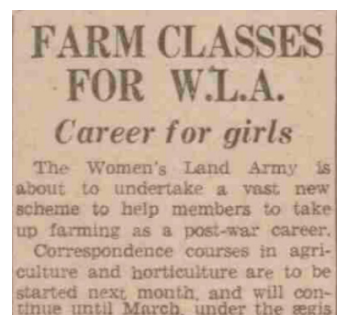 FARM CLASSES
FOR W.L.A.
Career for girls
The Women's Land Army is
about to undertake a vast new
scheme to help members to take
up farming as a post-war career.
Correspondence courses in agri-
culture and horticulture are to be
started next month, and will con-
tinue until March, under the ægis